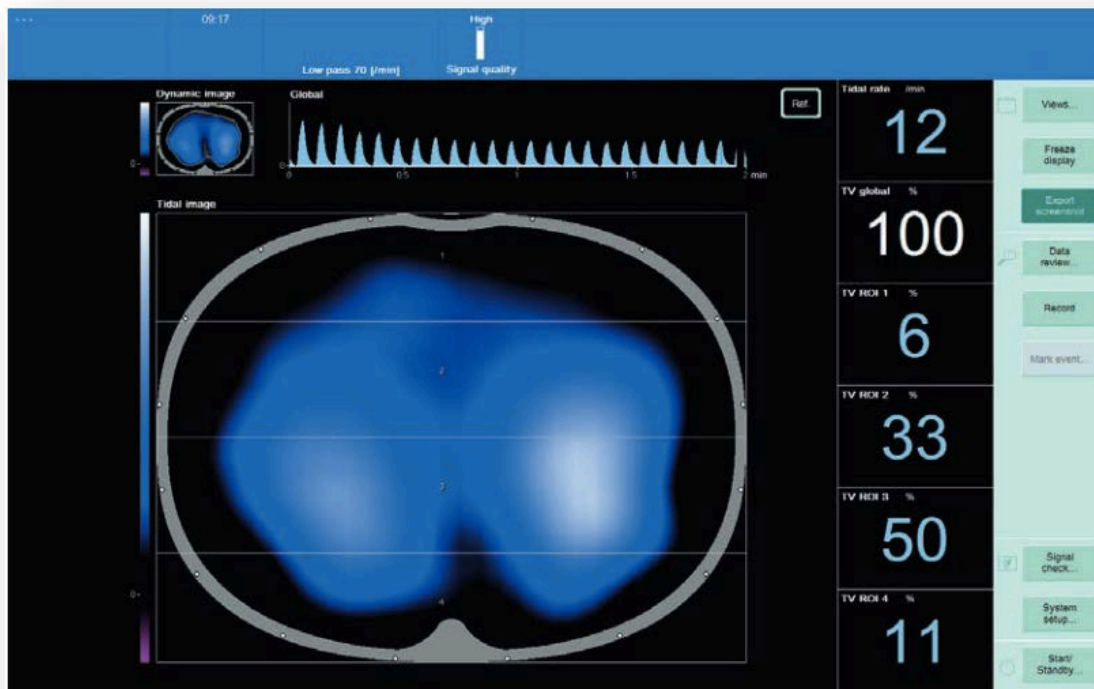 09:17
High
Low pass 70 [/min]
Signal quality
Dynamic image
Global
Ref.
0
0
0
0.5
1
1.5
2 min
Tidal image
1
2
3
4
0
Tidal rate /min
12
TV global %
100
TV ROI 1 %
6
TV ROI 2 %
33
TV ROI 3 %
50
TV ROI 4 %
11
Views...
Freeze
display
Export
screenshot
Data
review...
Record
Mark event...
Signal
check...
System
setup...
Start/
Standby...